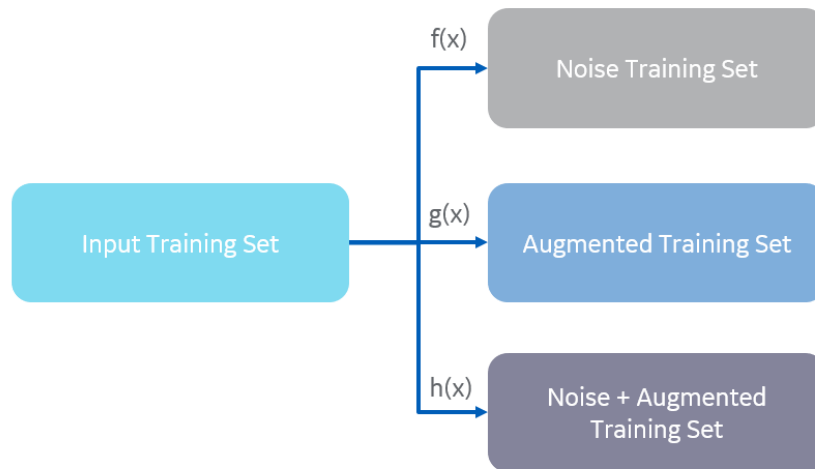 f(x)
Noise Training Set
Input Training Set
g(x)
Augmented Training Set
h(x)
Noise + Augmented
Training Set